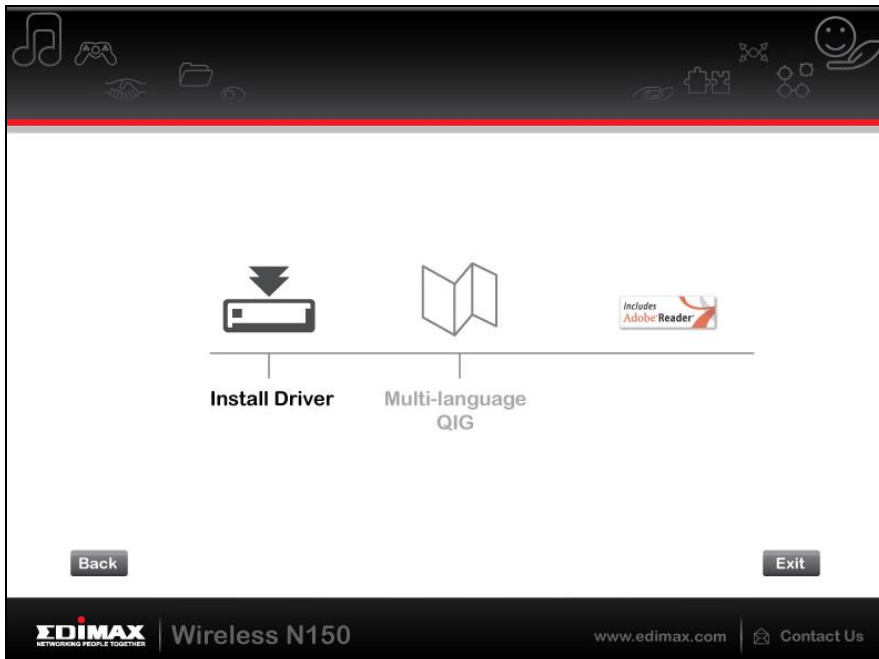 Includes
Adobe Reader
Install Driver
Multi-language
QIG
Back
Exit
EDIMAX
NETWORKING PEOPLE TOGETHER
Wireless N150
www.edimax.com
Contact Us